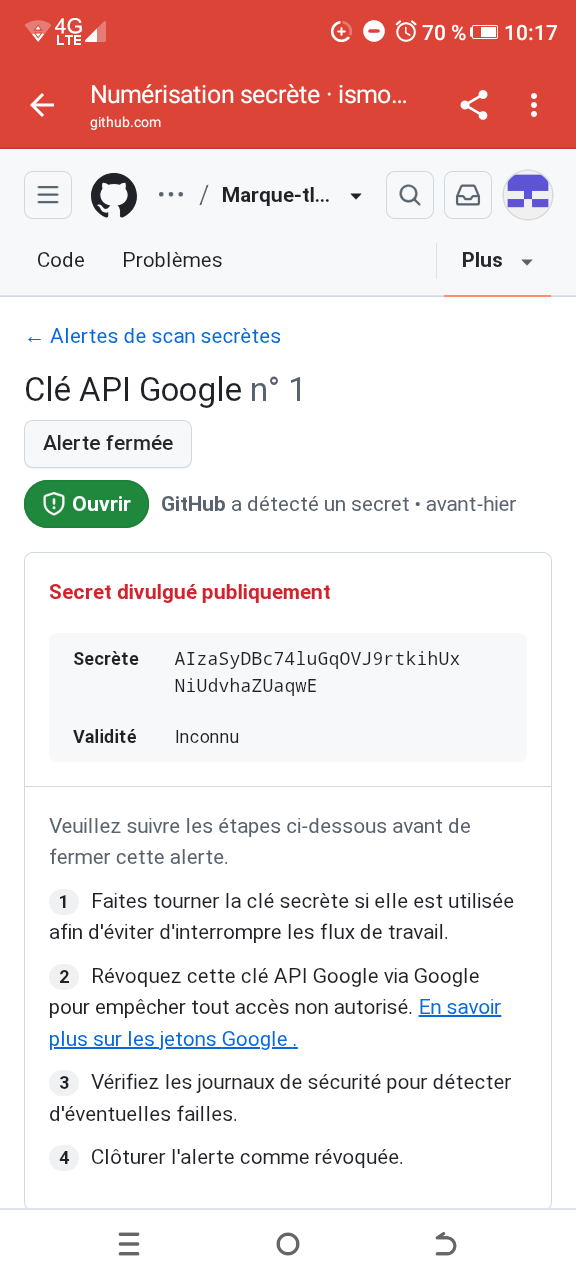 4G LTE 70 % 10:17
Numérisation secrète · ismo...
github.com
... / Marque-tl...
Code Problèmes Plus
← Alertes de scan secrètes
Clé API Google n° 1
Alerte fermée
Ouvrir GitHub a détecté un secret • avant-hier
Secret divulgué publiquement
Secrète AIzaSyDBc74luGqOVJ9rtkihUx
NiUdvhaZUaqwE
Validité Inconnu
Veuillez suivre les étapes ci-dessous avant de
fermer cette alerte.
1 Faites tourner la clé secrète si elle est utilisée
afin d'éviter d'interrompre les flux de travail.
2 Révoquez cette clé API Google via Google
pour empêcher tout accès non autorisé. En savoir
plus sur les jetons Google .
3 Vérifiez les journaux de sécurité pour détecter
d'éventuelles failles.
4 Clôturer l'alerte comme révoquée.